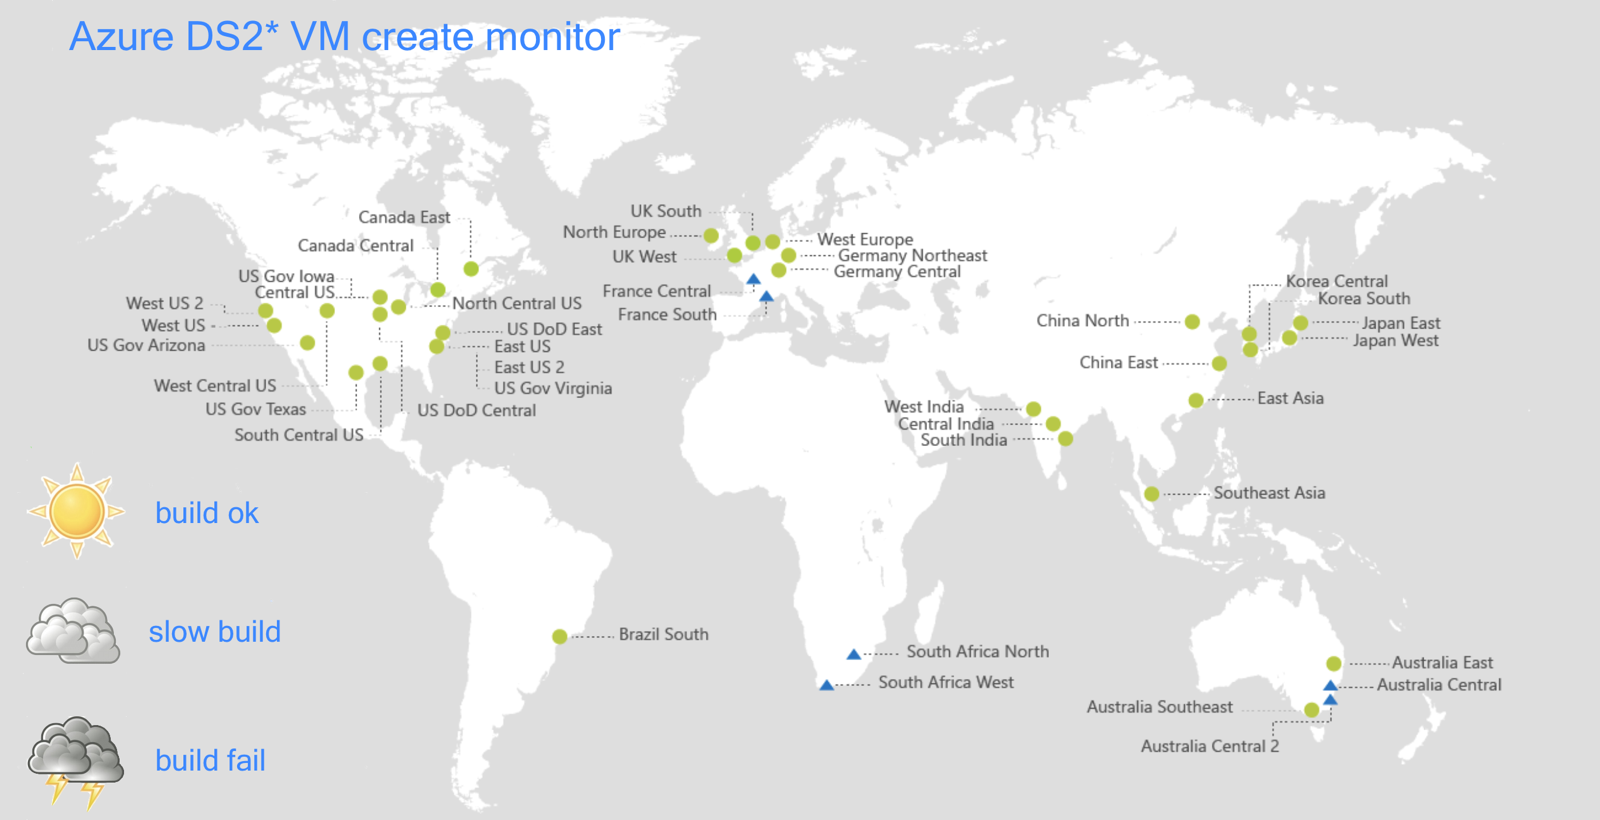 Azure DS2* VM create monitor
Canada East
Canada Central
US Gov Iowa
Central US
West US 2
West US
US Gov Arizona
West Central US
US Gov Texas
South Central US
North Central US
US DoD East
East US
East US 2
US Gov Virginia
US DoD Central
UK South
North Europe
UK West
West Europe
Germany Northeast
Germany Central
France Central
France South
Korea Central
Korea South
China North
Japan East
Japan West
China East
East Asia
West India
Central India
South India
Southeast Asia
build ok
slow build
build fail
Brazil South
South Africa North
South Africa West
Australia East
Australia Central
Australia Southeast
Australia Central 2